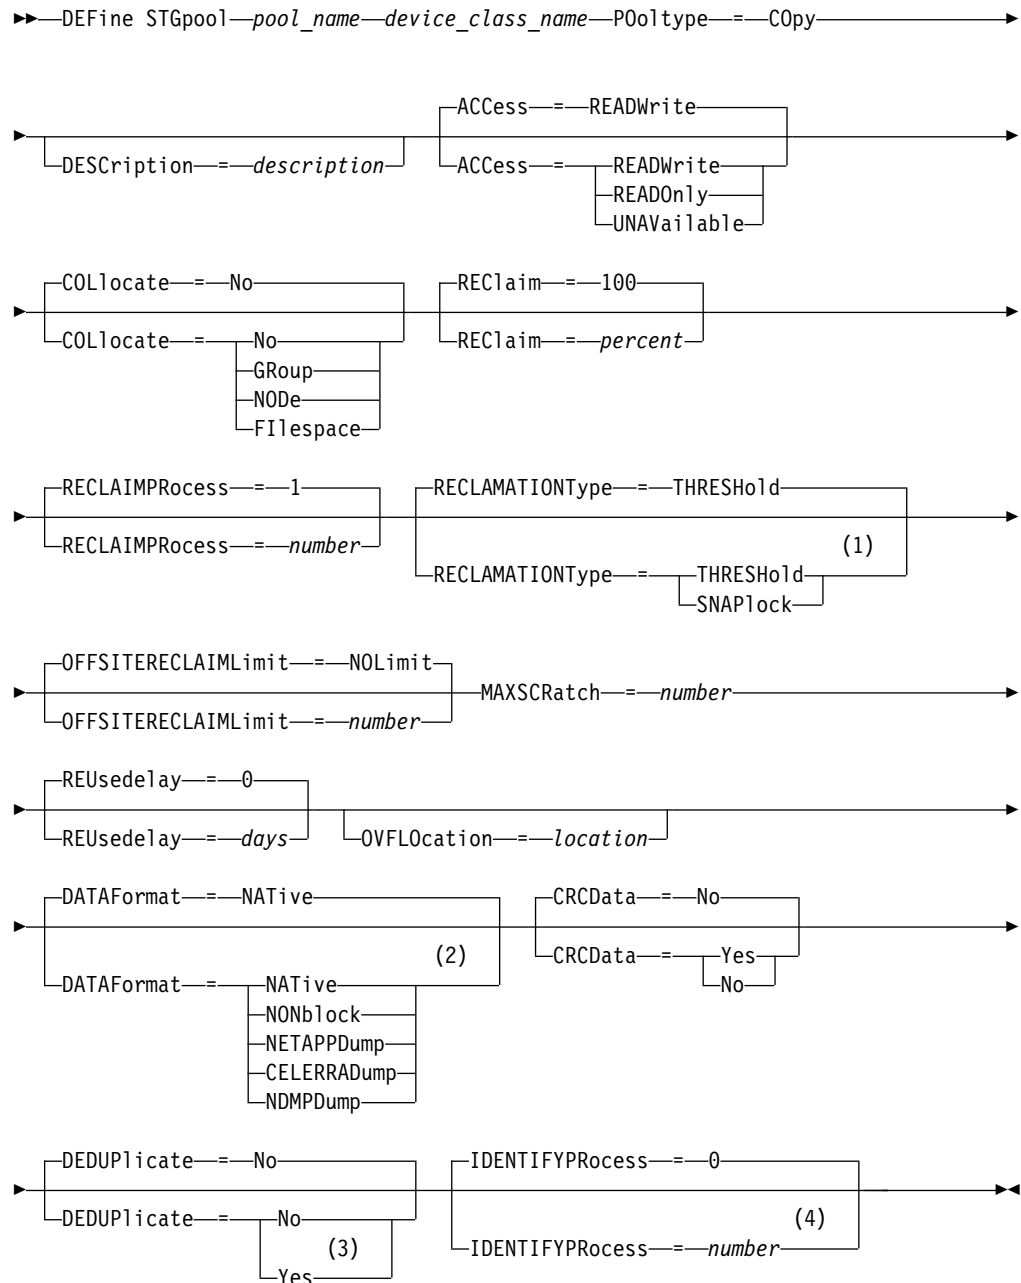 DEFine STGpool pool_name device_class_name POoltype = COpy
ACCess = READWrite
DESCription = description
ACCess = READWrite
READOnly
UNAVailable
COLlocate = No
REClaim = 100
COLlocate = No
GRoup
NODe
FIlespace
REClaim = percent
RECLAIMPRocess = 1
RECLAMATIONType = THRESHold
RECLAIMPRocess = number
(1)
RECLAMATIONType = THRESHold
SNAPlock
OFFSITERECLAIMLimit = NOLimit
MAXSCRatch = number
OFFSITERECLAIMLimit = number
REUsedelay = 0
REUsedelay = days
OVFLOcation = location
DATAFormat = NATive
CRCData = No
(2)
DATAFormat = NATive
NONblock
NETAPPDump
CELERRADump
NDMPDump
CRCData = Yes
No
DEDUPlicate = No
IDENTIFYPRocess = 0
DEDUPlicate = No
(3)
Yes
(4)
IDENTIFYPRocess = number